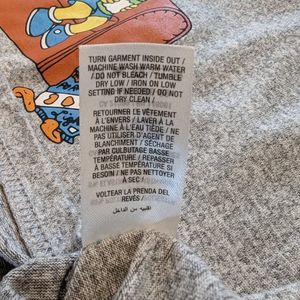 TURN GARMENT INSIDE OUT /
MACHINE WASH WARM WATER
/ DO NOT BLEACH / TUMBLE
DRY LOW / IRON ON LOW
SETTING IF NEEDED / DO NOT
DRY CLEAN /
RETOURNER LE VÊTEMENT
À L'ENVERS / LAVER À LA
MACHINE À L'EAU TIÈDE / NE
PAS UTILISER D'AGENT DE
BLANCHIMENT / SÉCHAGE
PAR CULBUTAGE BASSE
TEMPÉRATURE / REPASSER
À BASSE TEMPÉRATURE SI
BESOIN / NE PAS NETTOYER
À SEC /
VOLTEAR LA PRENDA DEL
REVÉS /
اقلبيه من الداخل